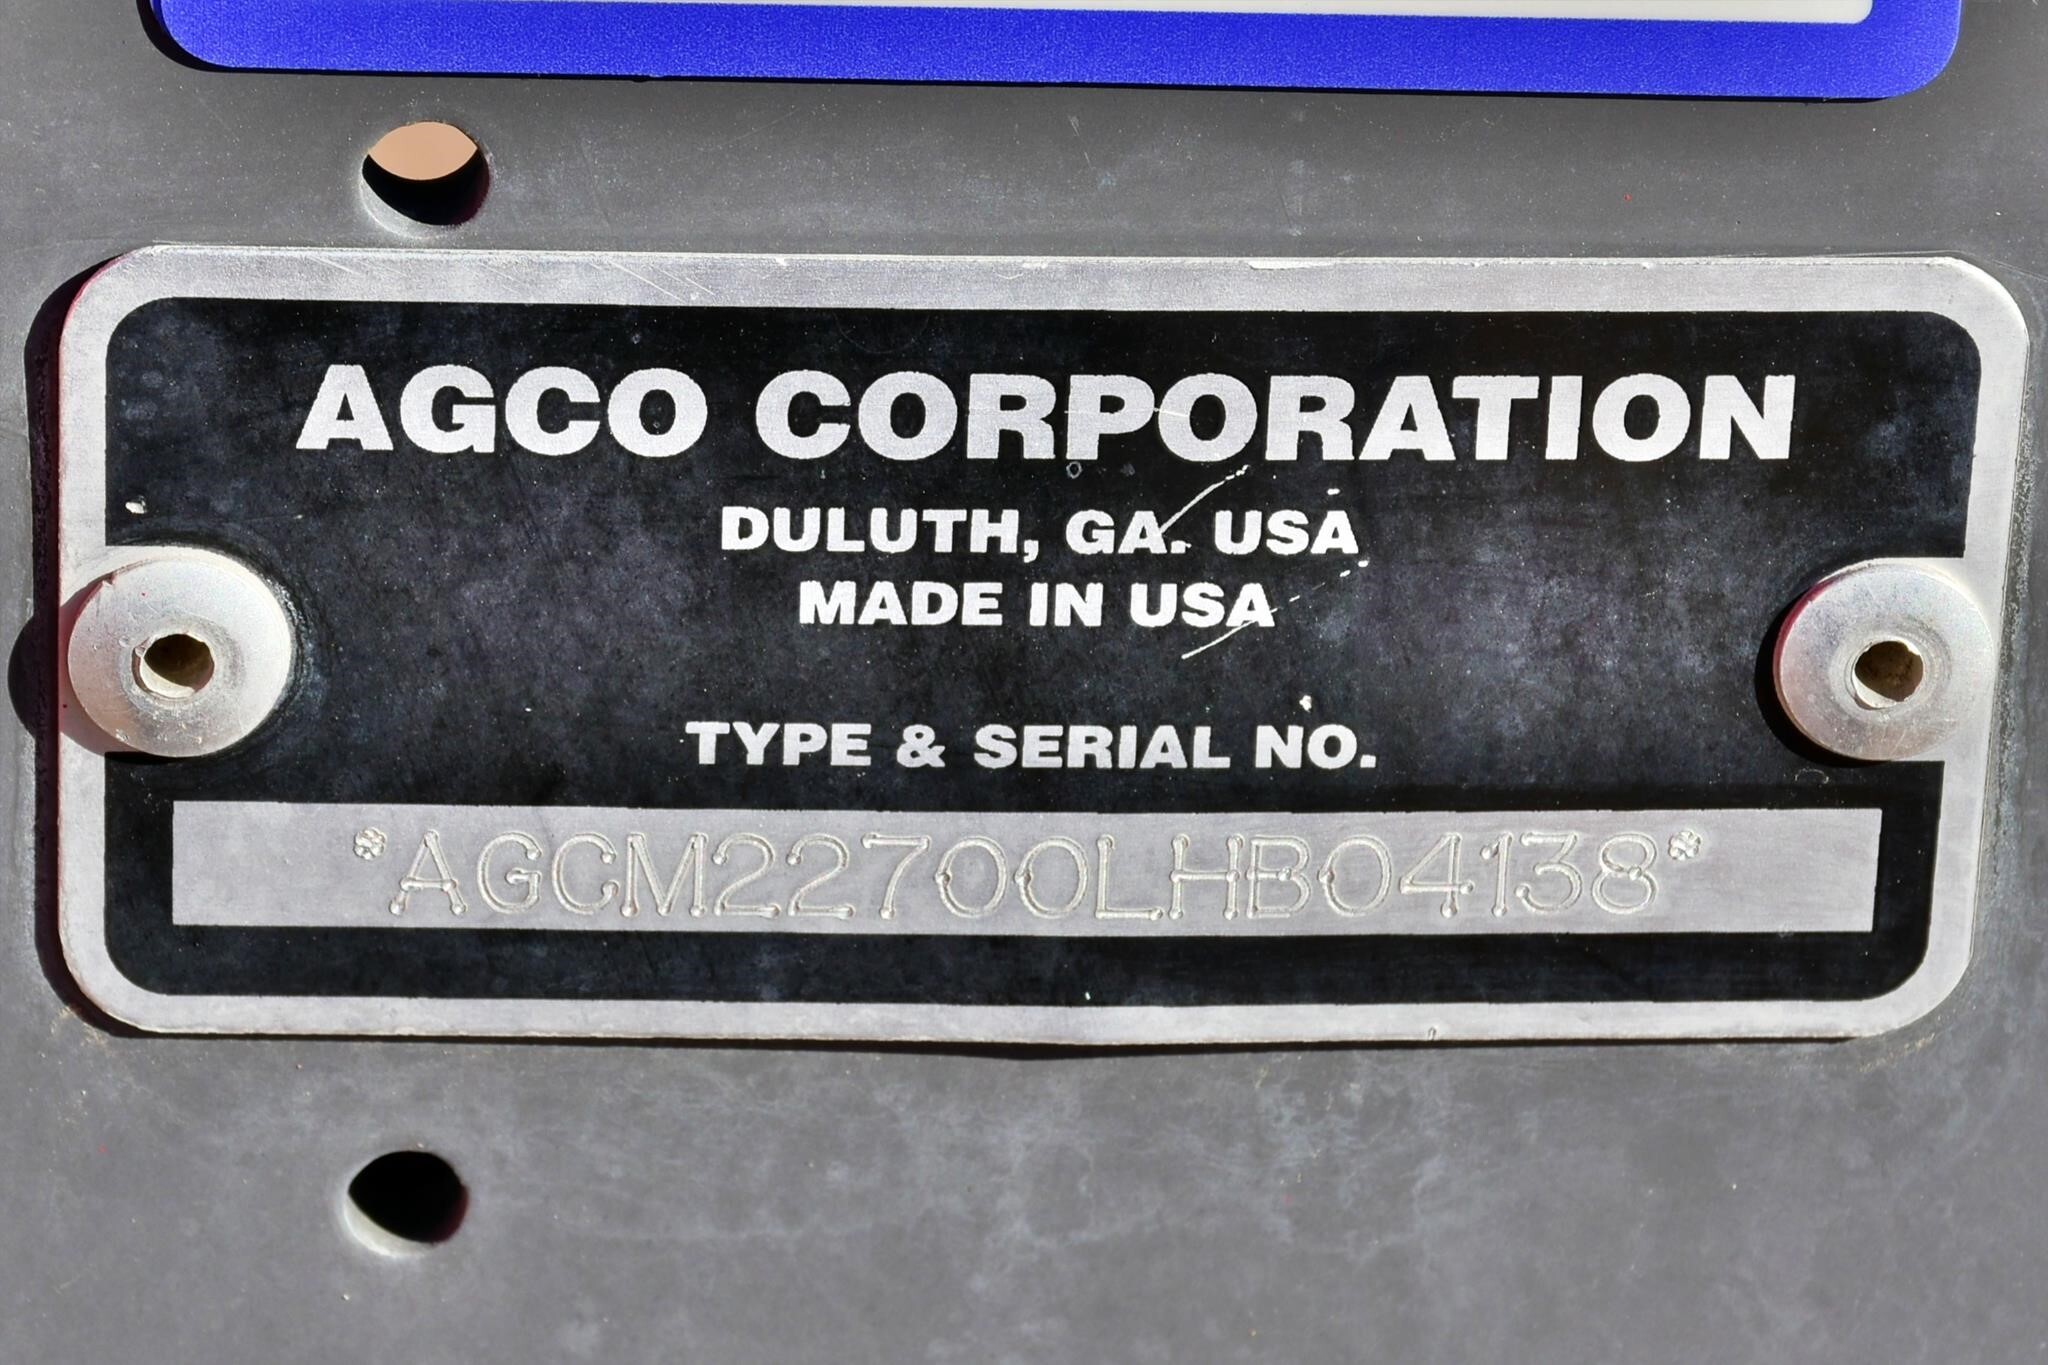 AGCO CORPORATION
DULUTH, GA. USA
MADE IN USA
TYPE & SERIAL NO.
*AGCM22700LHB04138*